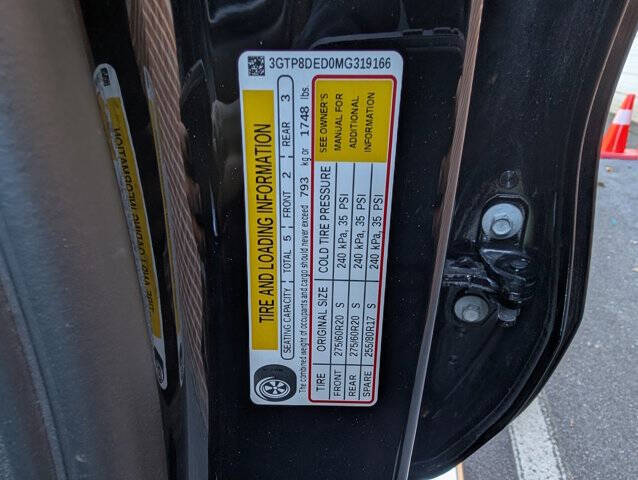 3GTP8DED0MG319166
TIRE AND LOADING INFORMATION
SEATING CAPACITY TOTAL 5 FRONT 2 REAR 3
The combined weight of occupants and cargo should never exceed 793 kg or 1748 lbs.
TIRE ORIGINAL SIZE COLD TIRE PRESSURE
FRONT 275/60R20 S 240 kPa, 35 PSI
REAR 275/60R20 S 240 kPa, 35 PSI
SPARE 255/80R17 S 240 kPa, 35 PSI
SEE OWNER'S
MANUAL FOR
ADDITIONAL
INFORMATION